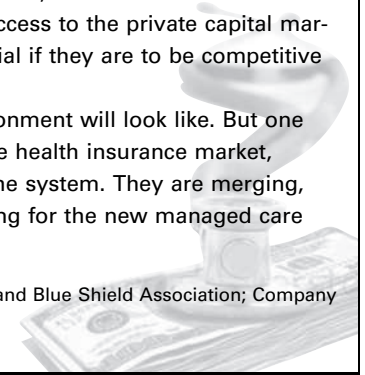 ccess to the private capital mar-
ial if they are to be competitive
onment will look like. But one
e health insurance market,
ne system. They are merging,
ng for the new managed care
and Blue Shield Association; Company